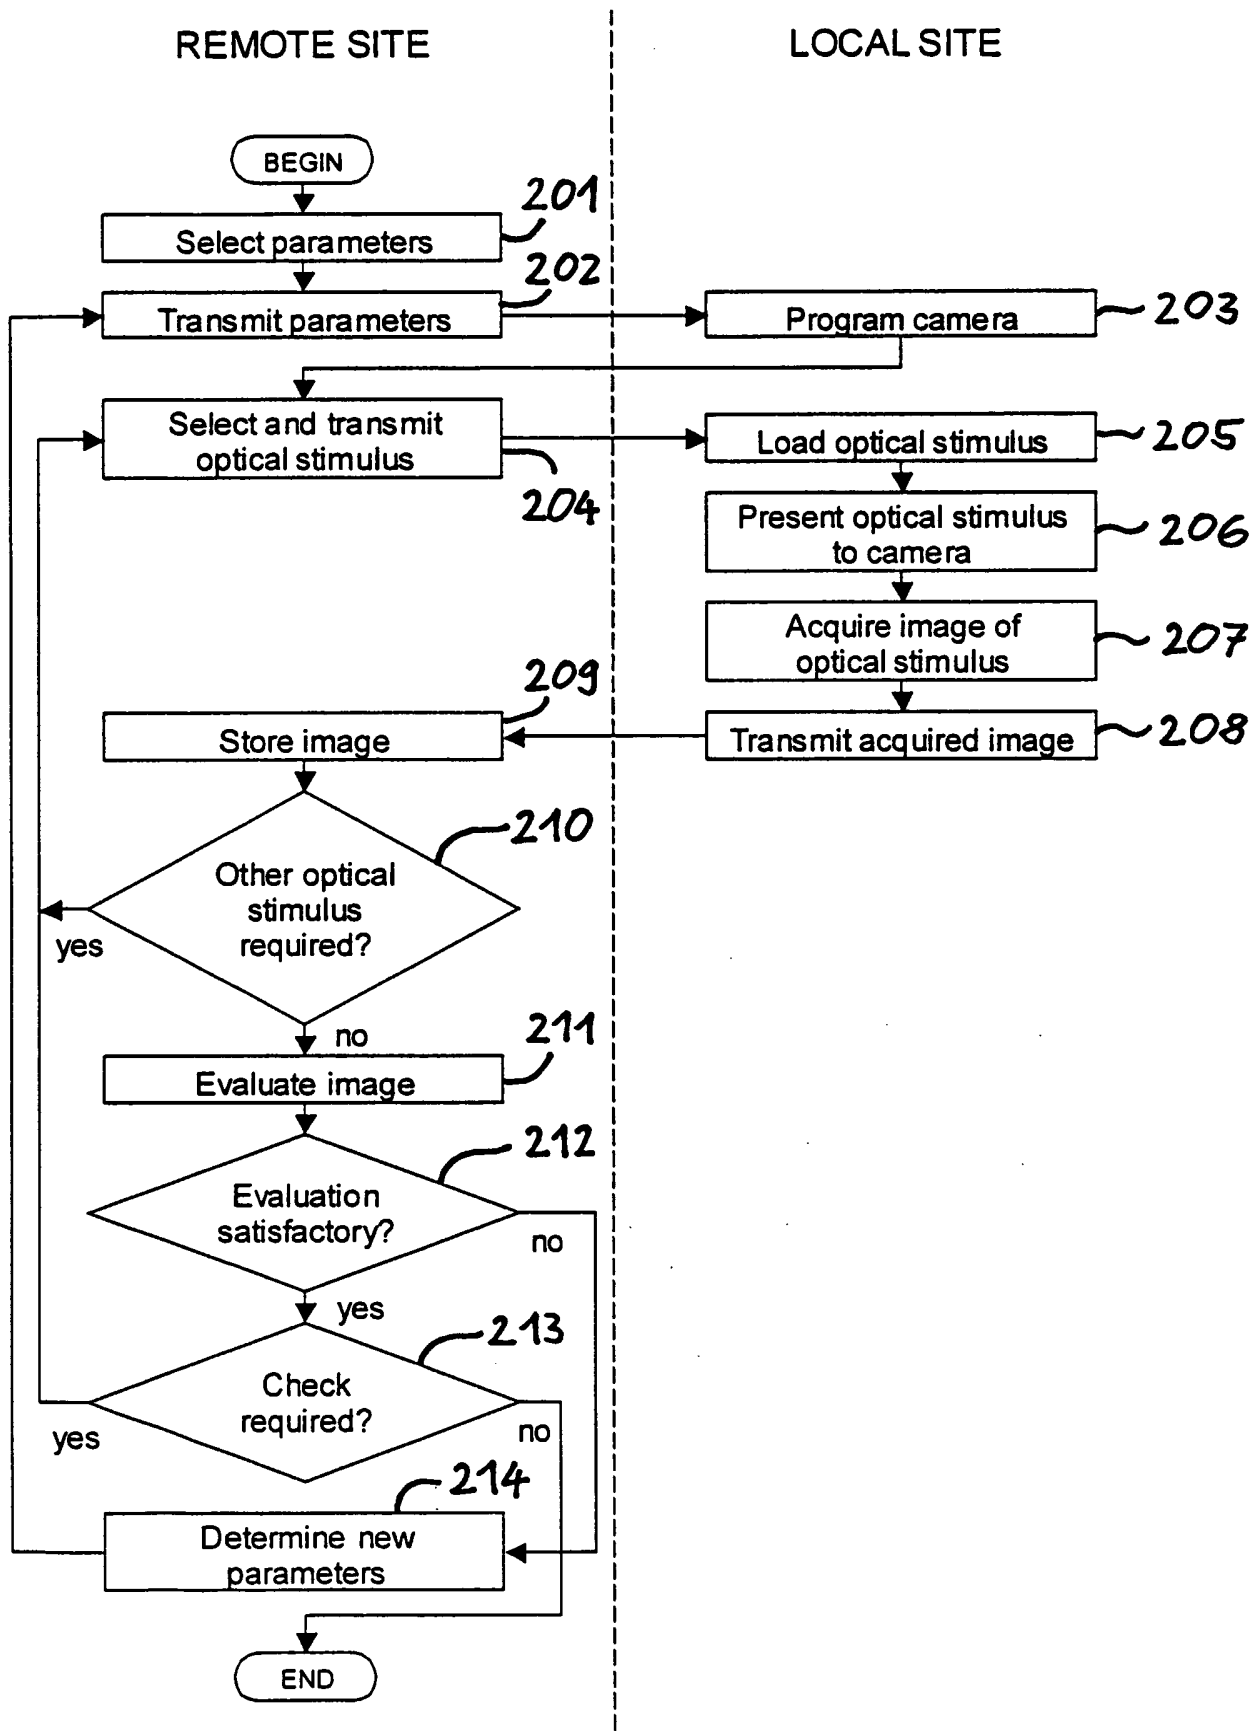 REMOTE SITE
LOCAL SITE
BEGIN
201
Select parameters
202
Transmit parameters
Program camera
203
Select and transmit
optical stimulus
204
Load optical stimulus
205
Present optical stimulus
to camera
206
Acquire image of
optical stimulus
207
209
Store image
Transmit acquired image
208
210
Other optical
stimulus
required?
yes
no
211
Evaluate image
212
Evaluation
satisfactory?
no
yes
213
Check
required?
yes
no
214
Determine new
parameters
END